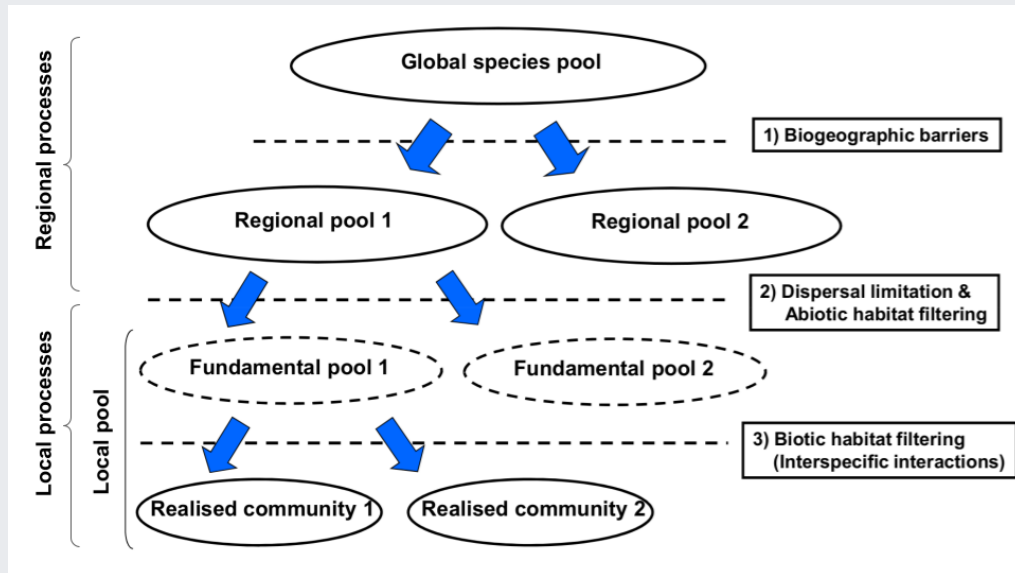 Global species pool
1) Biogeographic barriers
Regional processes
Regional pool 1
Regional pool 2
2) Dispersal limitation &
Abiotic habitat filtering
Fundamental pool 1
Fundamental pool 2
Local processes
Local pool
3) Biotic habitat filtering
(Interspecific interactions)
Realised community 1
Realised community 2